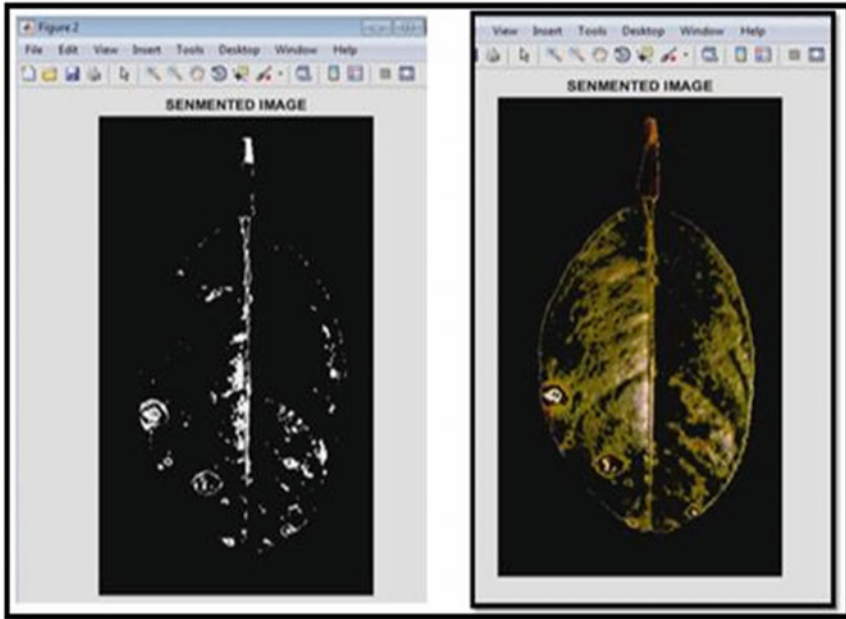 Figure 2
File Edit View Insert Tools Desktop Window Help
SENMENTED IMAGE
View Insert Tools Desktop Window Help
SENMENTED IMAGE